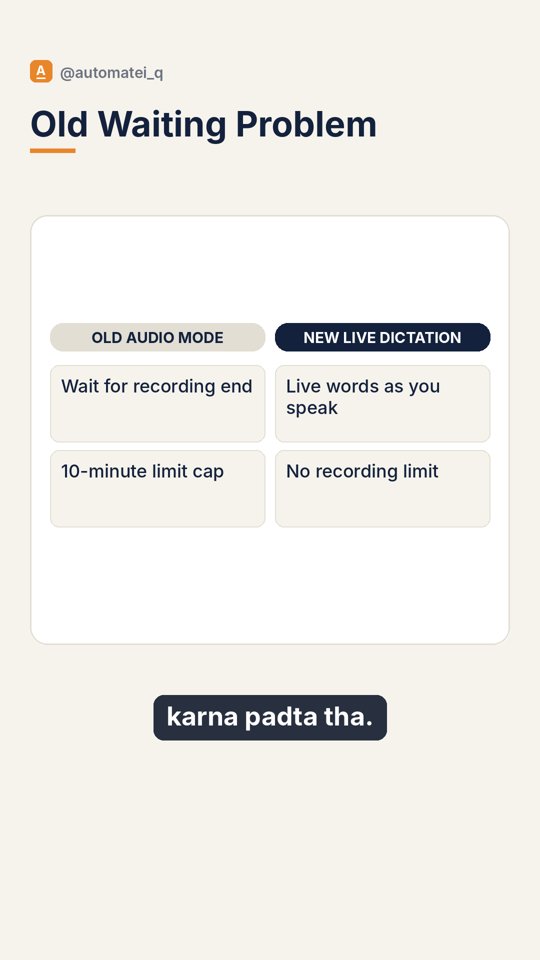 A
@automatei_q
Old Waiting Problem
OLD AUDIO MODE
NEW LIVE DICTATION
Wait for recording end
Live words as you
speak
10-minute limit cap
No recording limit
karna padta tha.